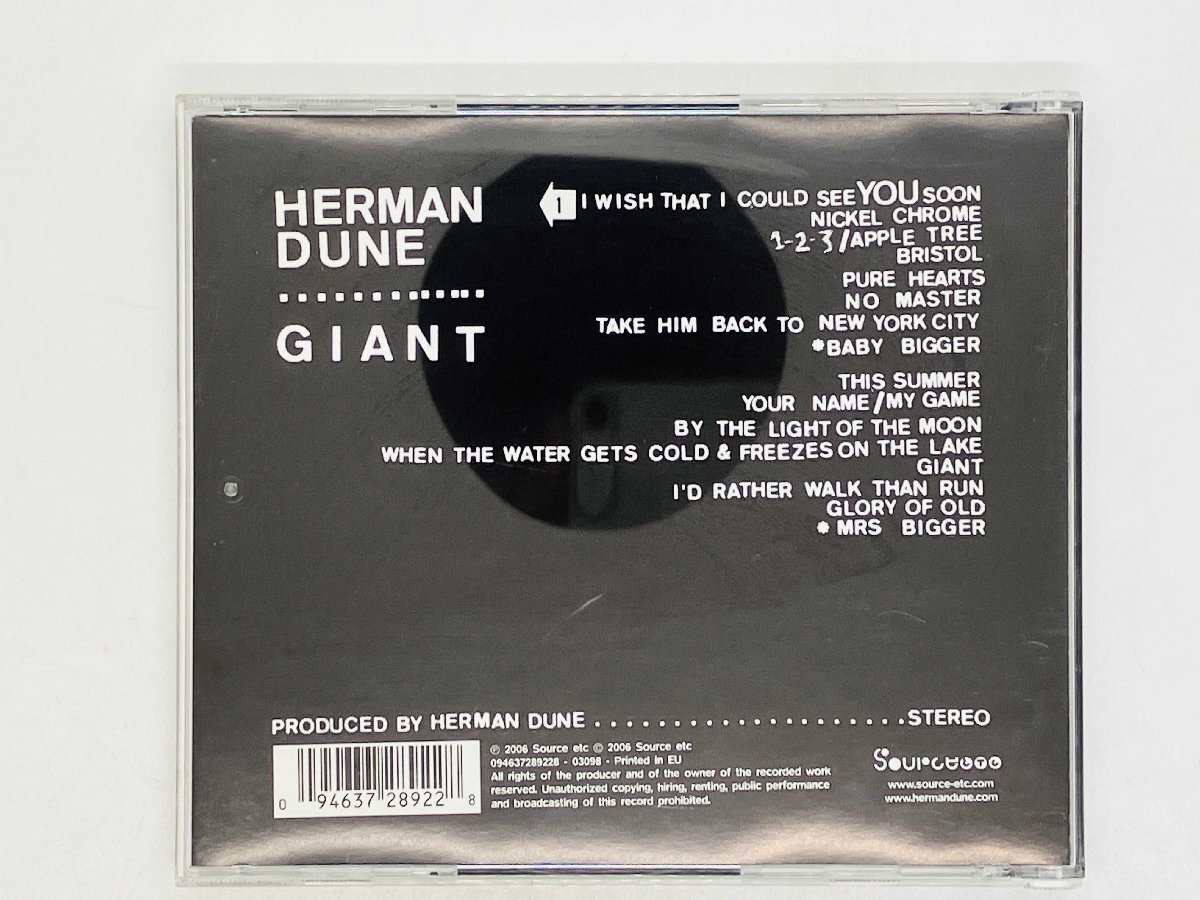 HERMAN
DUNE
GIANT
1 I WISH THAT I COULD SEE YOU SOON
NICKEL CHROME
1-2-3/APPLE TREE
BRISTOL
PURE HEARTS
NO MASTER
TAKE HIM BACK TO NEW YORK CITY
*BABY BIGGER
THIS SUMMER
YOUR NAME/MY GAME
BY THE LIGHT OF THE MOON
WHEN THE WATER GETS COLD & FREEZES ON THE LAKE
GIANT
I'D RATHER WALK THAN RUN
GLORY OF OLD
* MRS BIGGER
PRODUCED BY HERMAN DUNE ....................STEREO
0 94637 28922 8
℗ 2006 Source etc © 2006 Source etc
094637289228 - 03098 - Printed in EU
All rights of the producer and of the owner of the recorded work
reserved. Unauthorized copying, hiring, renting, public performance
and broadcasting of this record prohibited.
Sourceetc
www.source-etc.com
www.hermandune.com